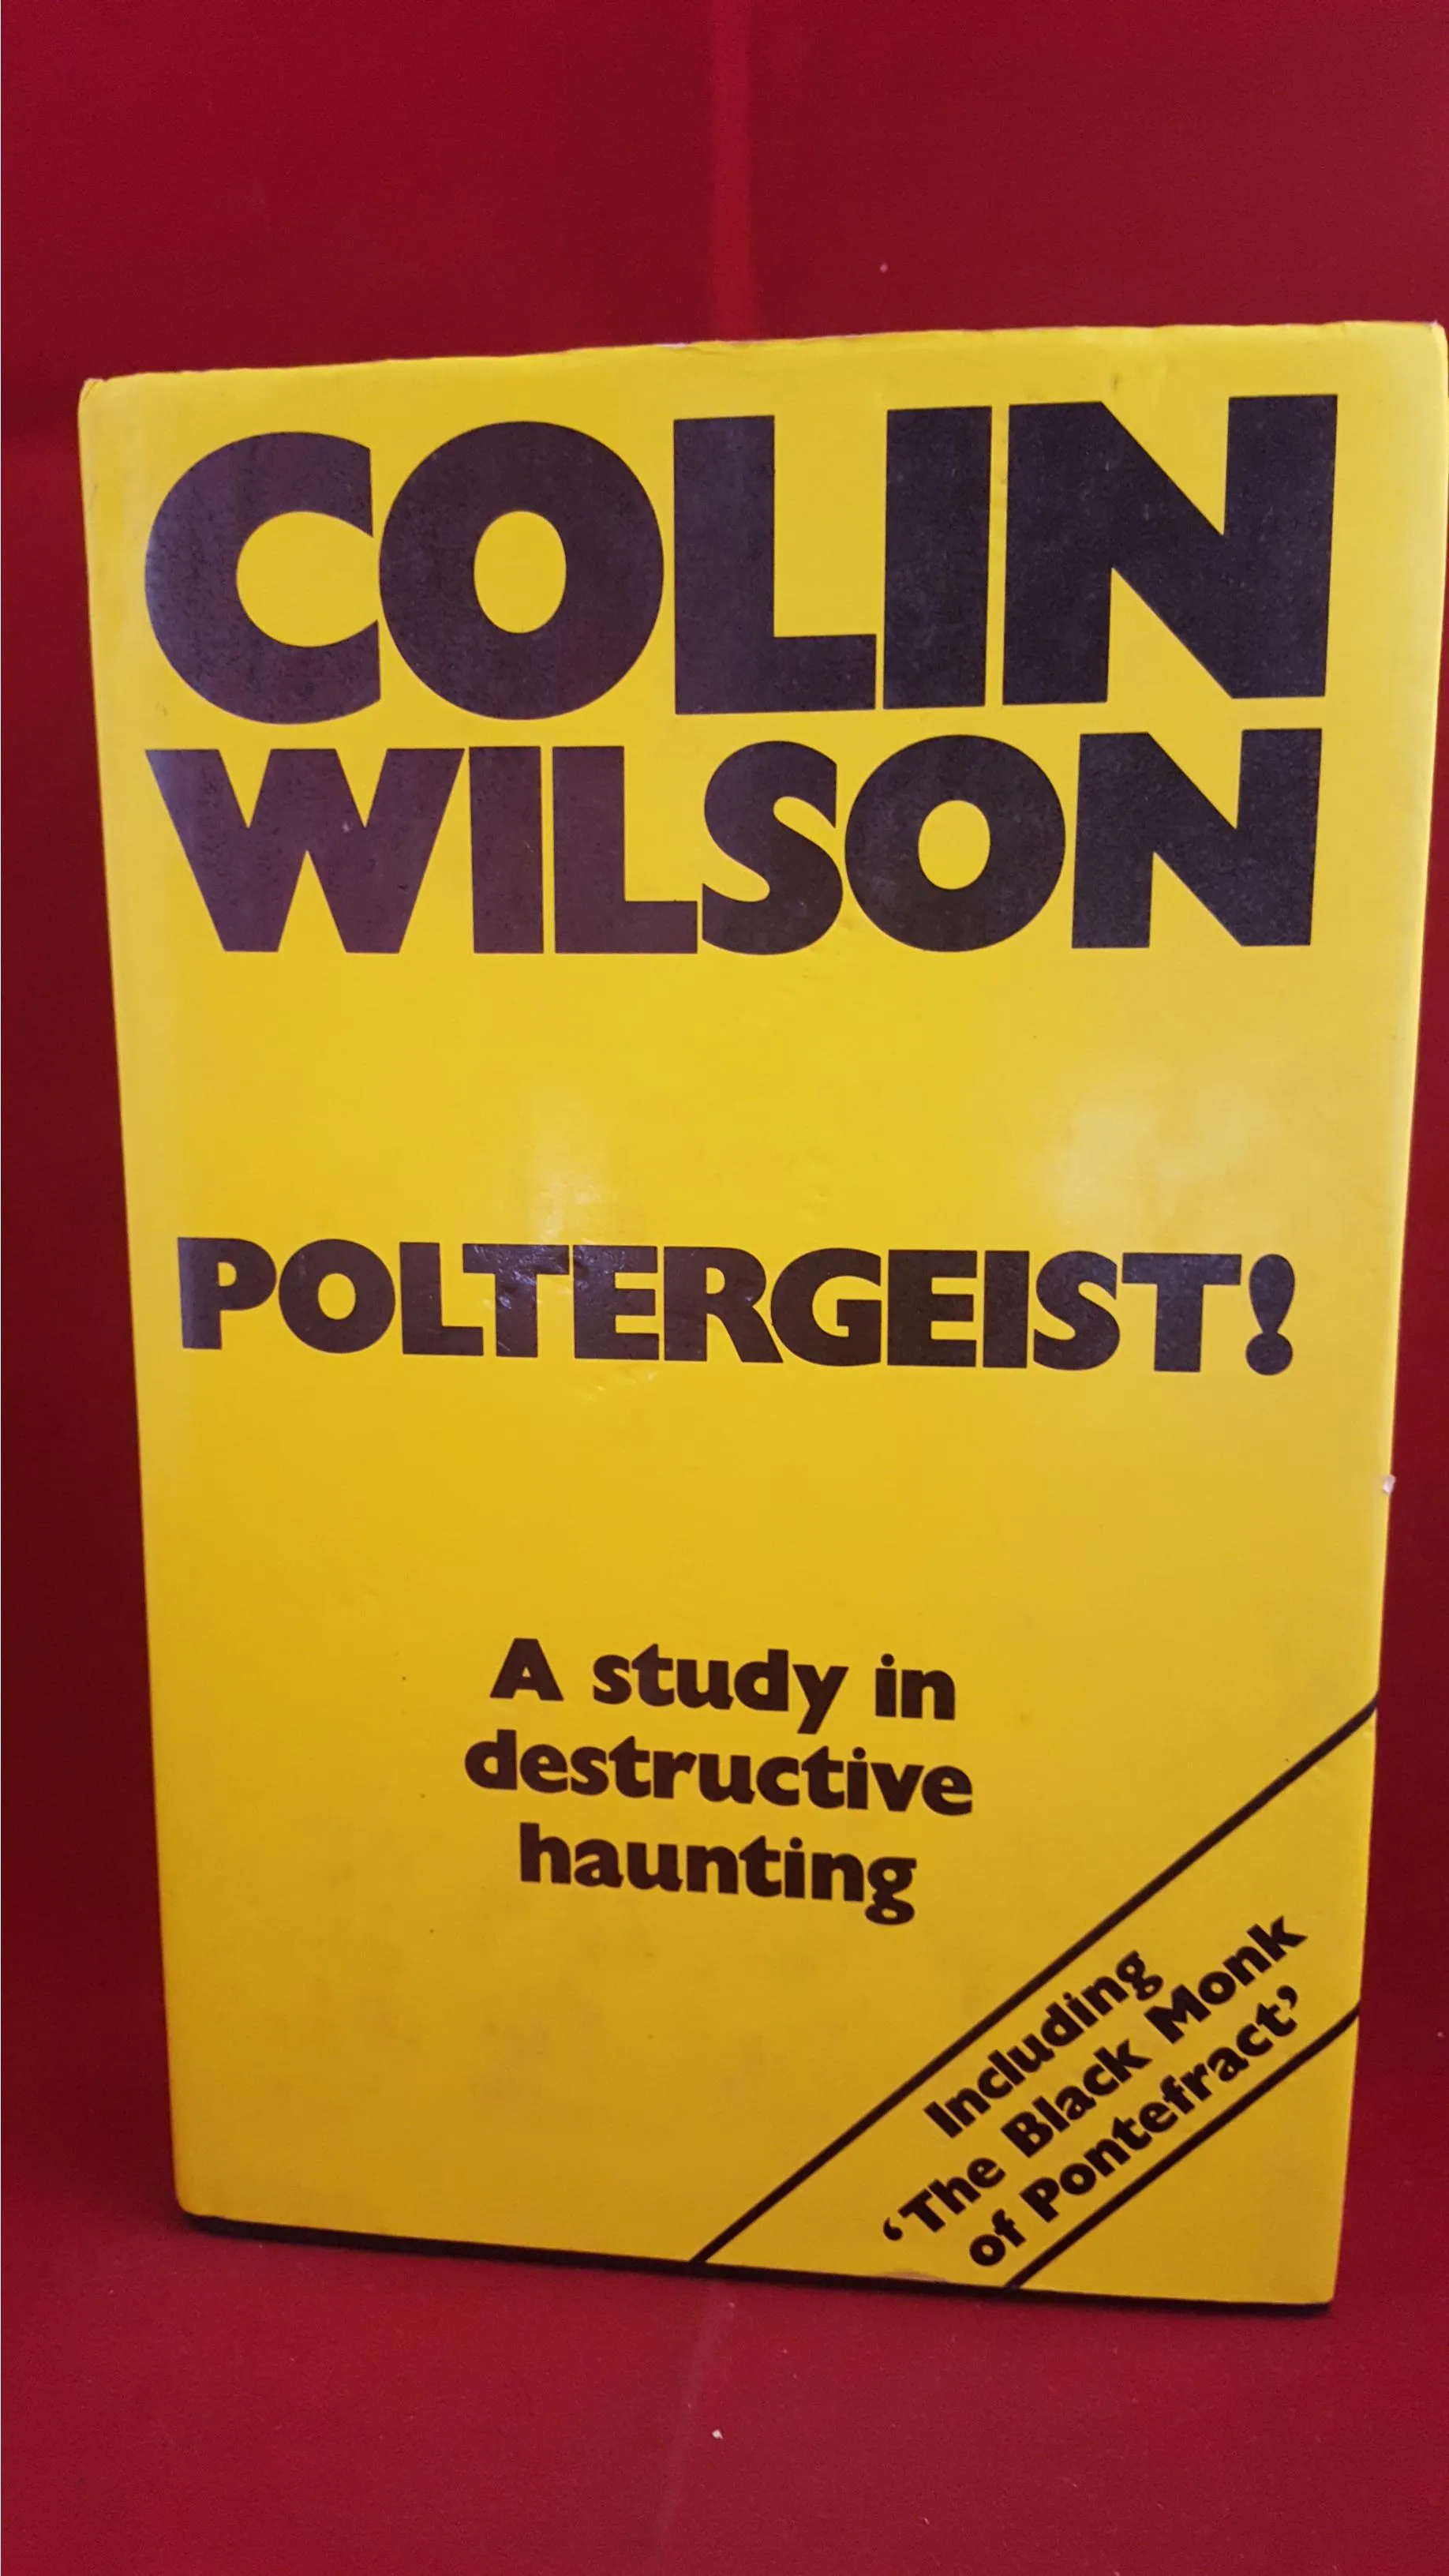 COLIN
WILSON
POLTERGEIST!
A study in
destructive
haunting
Including
‘The Black Monk
of Pontefract’